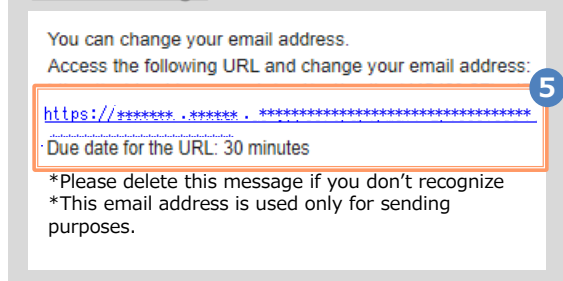 You can change your email address.
Access the following URL and change your email address:
5
https://******* .****** . **********************************
Due date for the URL: 30 minutes
*Please delete this message if you don’t recognize
*This email address is used only for sending
purposes.